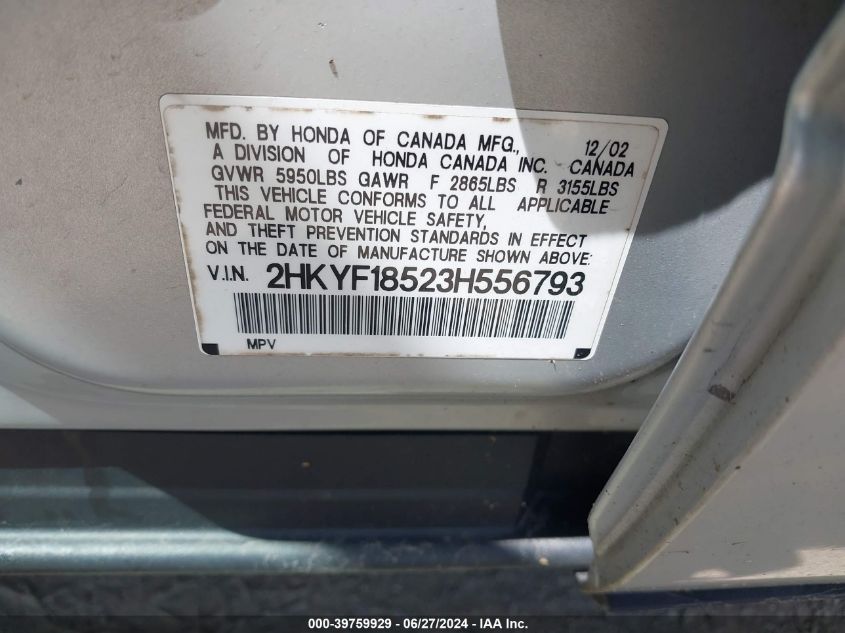 MFD. BY HONDA OF CANADA MFG., 12/02
A DIVISION OF HONDA CANADA INC. CANADA
GVWR 5950LBS GAWR F 2865LBS R 3155LBS
THIS VEHICLE CONFORMS TO ALL APPLICABLE
FEDERAL MOTOR VEHICLE SAFETY,
AND THEFT PREVENTION STANDARDS IN EFFECT
ON THE DATE OF MANUFACTURE SHOWN ABOVE.
V.I.N. 2HKYF18523H556793
MPV
000-39759929 - 06/27/2024 - IAA Inc.